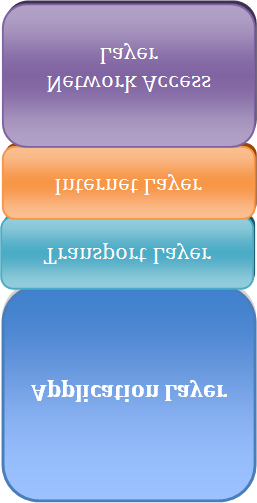 Application Layer
Transport Layer
Internet Layer
Network Access
Layer